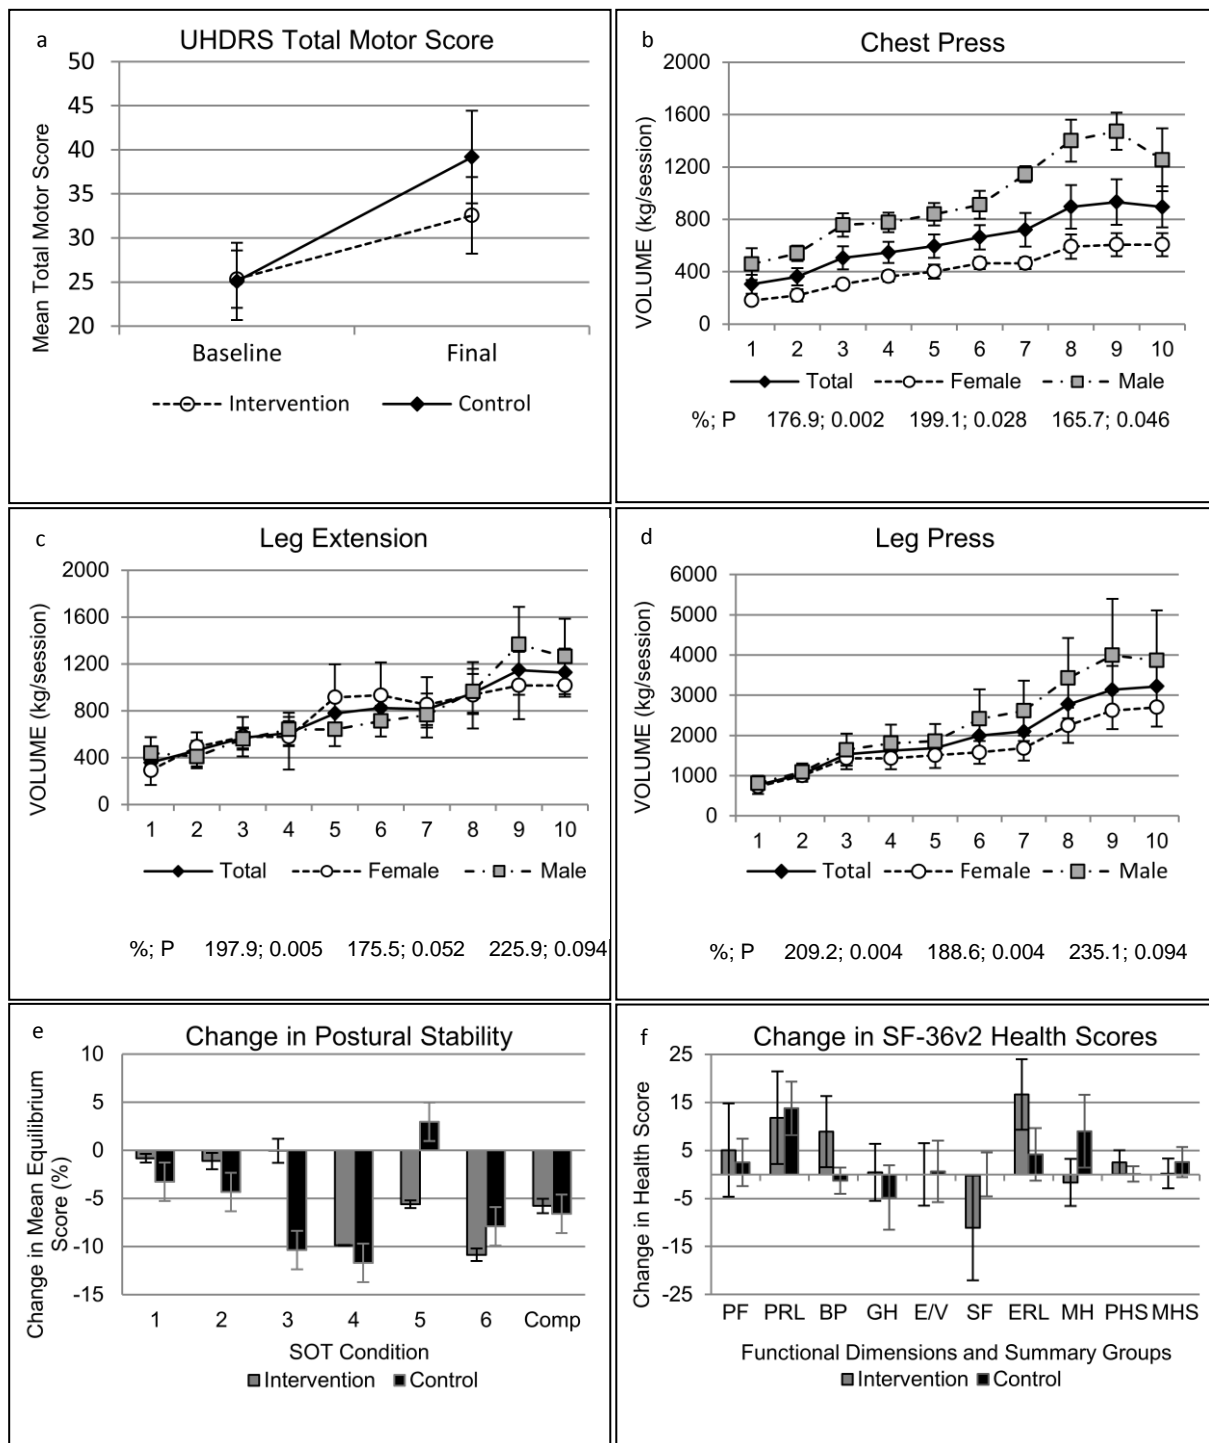 a
UHDRS Total Motor Score
50
45
40
35
30
25
20
Mean Total Motor Score
Baseline Final
Intervention Control
b
Chest Press
2000
1600
1200
800
400
0
VOLUME (kg/session)
1 2 3 4 5 6 7 8 9 10
Total Female Male
%; P 176.9; 0.002 199.1; 0.028 165.7; 0.046
c
Leg Extension
2000
1600
1200
800
400
0
VOLUME (kg/session)
1 2 3 4 5 6 7 8 9 10
Total Female Male
%; P 197.9; 0.005 175.5; 0.052 225.9; 0.094
d
Leg Press
6000
5000
4000
3000
2000
1000
0
VOLUME (kg/session)
1 2 3 4 5 6 7 8 9 10
Total Female Male
%; P 209.2; 0.004 188.6; 0.004 235.1; 0.094
e
Change in Postural Stability
10
5
0
-5
-10
-15
Change in Mean Equilibrium
Score (%)
1 2 3 4 5 6 Comp
SOT Condition
Intervention Control
f
Change in SF-36v2 Health Scores
25
15
5
-5
-15
-25
Change in Health Score
PF PRL BP GH E/V SF ERL MH PHS MHS
Functional Dimensions and Summary Groups
Intervention Control